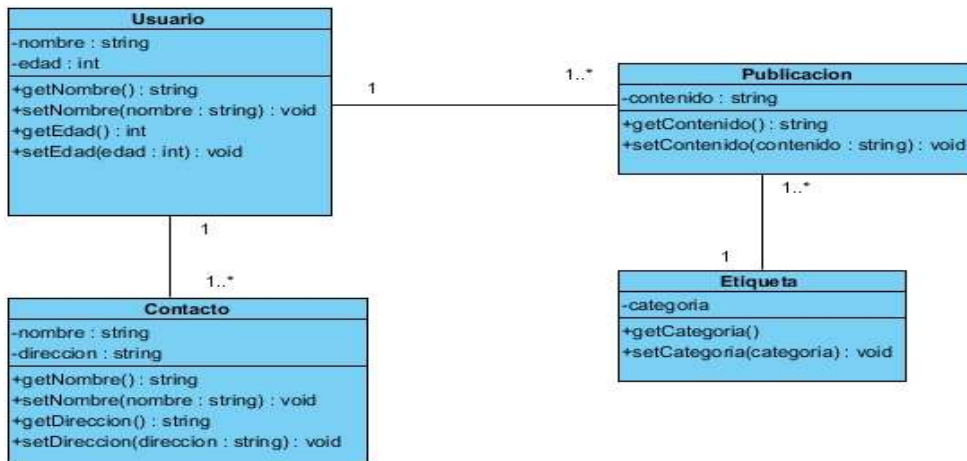 Usuario
-nombre : string
-edad : int
+getNombre() : string
+setNombre(nombre : string) : void
+getEdad() : int
+setEdad(edad : int) : void
1
1..*
Publicacion
-contenido : string
+getContenido() : string
+setContenido(contenido : string) : void
1..*
1
Etiqueta
-categoria
+getCategoria()
+setCategoria(categoria) : void
1
1..*
Contacto
-nombre : string
-direccion : string
+getNombre() : string
+setNombre(nombre : string) : void
+getDireccion() : string
+setDireccion(direccion : string) : void